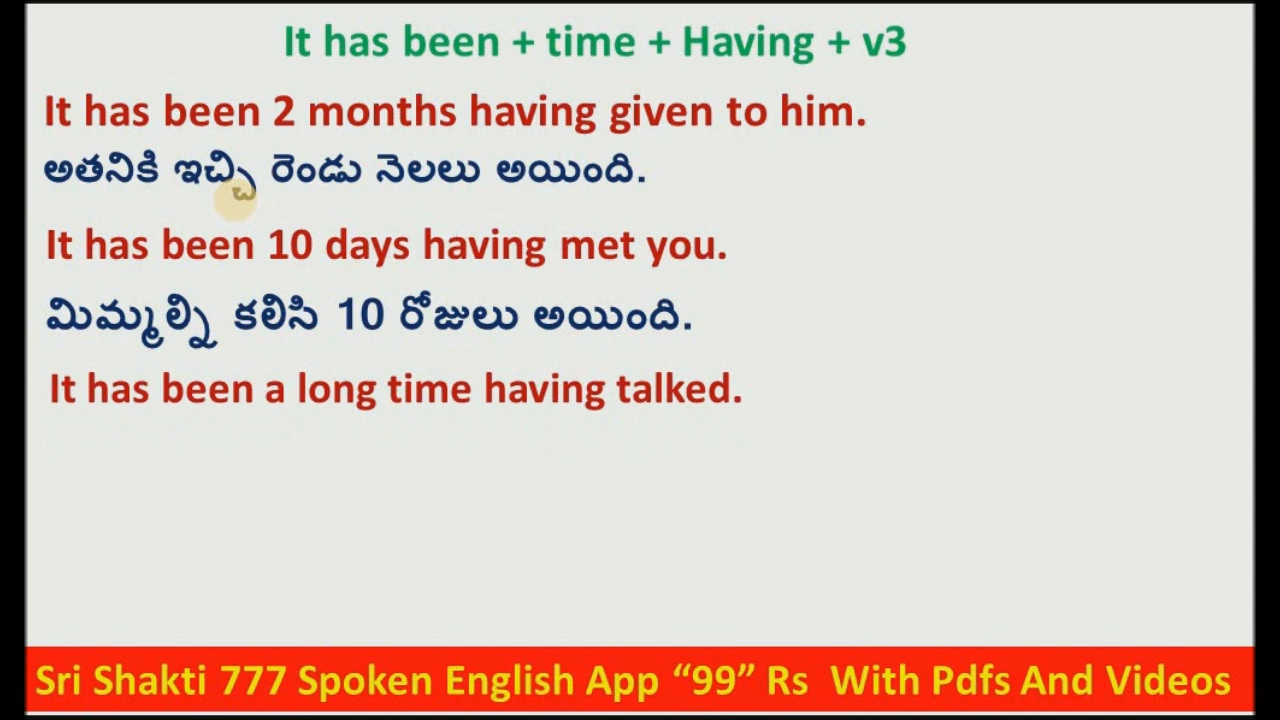 It has been + time + Having + v3
It has been 2 months having given to him.
అతనికి ఇచ్చి రెండు నెలలు అయింది.
It has been 10 days having met you.
మిమ్మల్ని కలిసి 10 రోజులు అయింది.
It has been a long time having talked.
Sri Shakti 777 Spoken English App “99” Rs With Pdfs And Videos